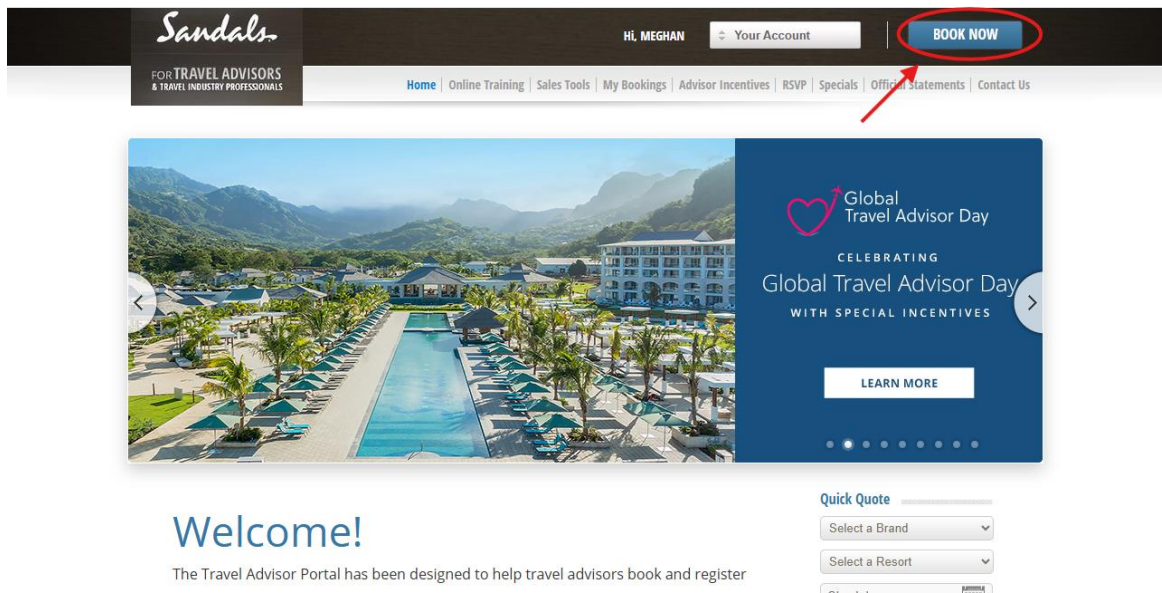 Sandals
Hi, MEGHAN
Your Account
BOOK NOW
FOR TRAVEL ADVISORS
& TRAVEL INDUSTRY PROFESSIONALS
Home | Online Training | Sales Tools | My Bookings | Advisor Incentives | RSVP | Specials | Official Statements | Contact Us
Global
Travel Advisor Day
CELEBRATING
Global Travel Advisor Day
WITH SPECIAL INCENTIVES
LEARN MORE
Quick Quote
Select a Brand
Welcome!
Select a Resort
The Travel Advisor Portal has been designed to help travel advisors book and register